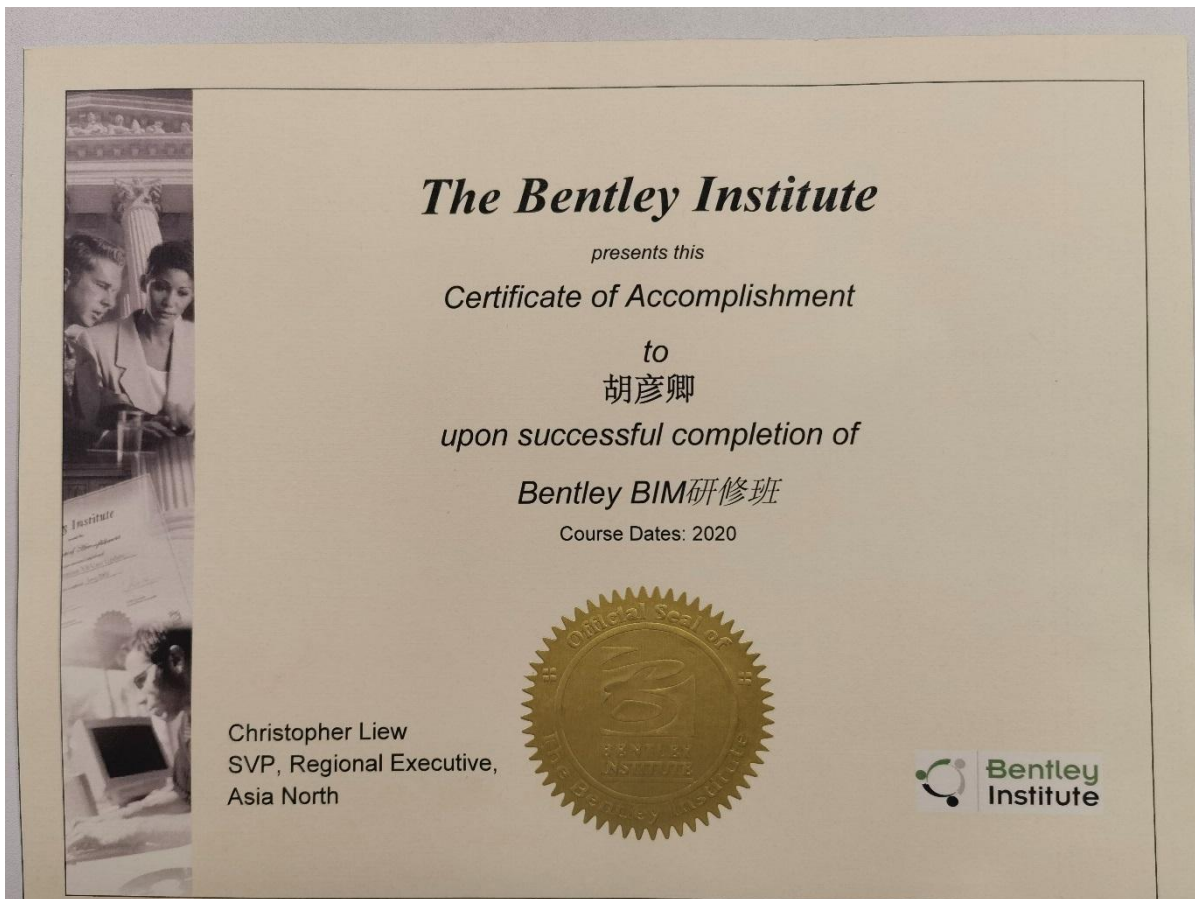 The Bentley Institute
presents this
Certificate of Accomplishment
to
胡彦卿
upon successful completion of
Bentley BIM研修班
Course Dates: 2020
Official Seal of
BENTLEY
INSTITUTE
The Bentley Institute
Christopher Liew
SVP, Regional Executive,
Asia North
Bentley
Institute
Institute